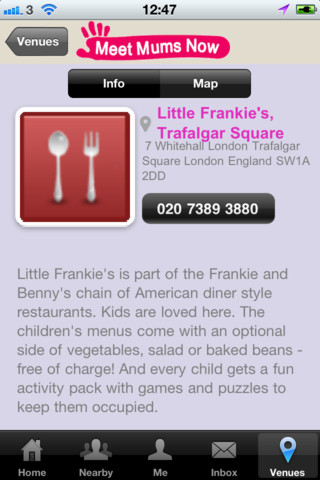 3 12:47
Venues
Meet Mums Now
Info Map
Little Frankie's,
Trafalgar Square
7 Whitehall London Trafalgar
Square London England SW1A
2DD
020 7389 3880
Little Frankie's is part of the Frankie and
Benny's chain of American diner style
restaurants. Kids are loved here. The
children's menus come with an optional
side of vegetables, salad or baked beans -
free of charge! And every child gets a fun
activity pack with games and puzzles to
keep them occupied.
Home Nearby Me Inbox Venues